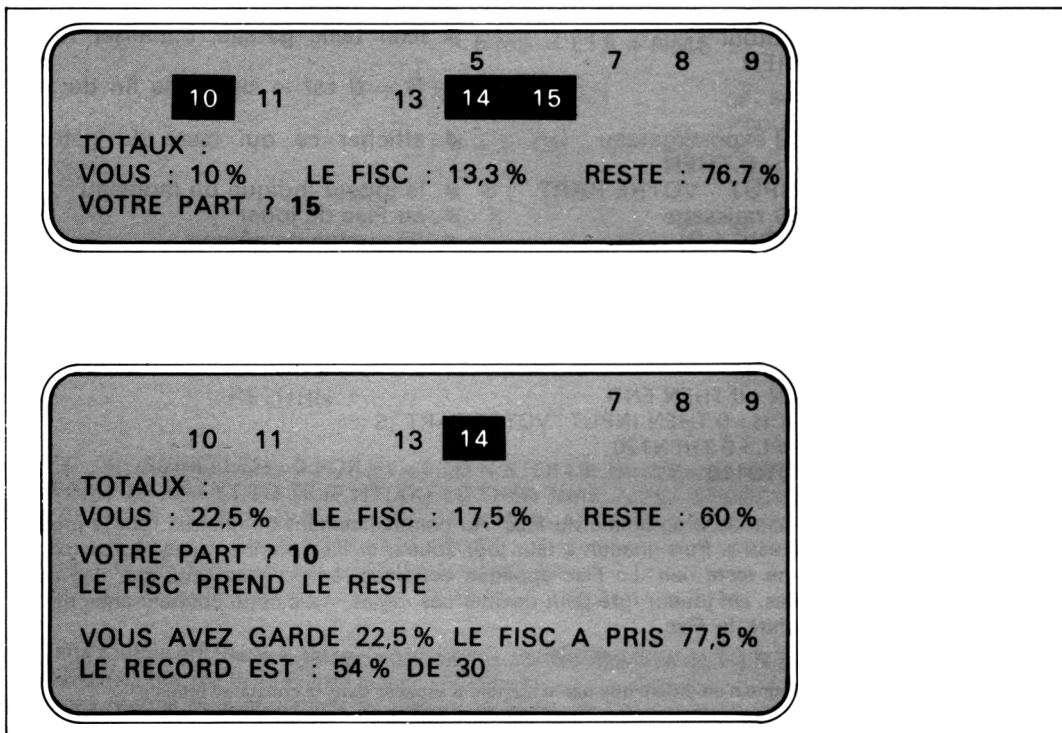 5 7 8 9
10 11 13 14 15
TOTAUX :
VOUS : 10 % LE FISC : 13,3 % RESTE : 76,7 %
VOTRE PART ? 15
7 8 9
10 11 13 14
TOTAUX :
VOUS : 22,5 % LE FISC : 17,5 % RESTE : 60 %
VOTRE PART ? 10
LE FISC PREND LE RESTE
VOUS AVEZ GARDE 22,5 % LE FISC A PRIS 77,5 %
LE RECORD EST : 54 % DE 30